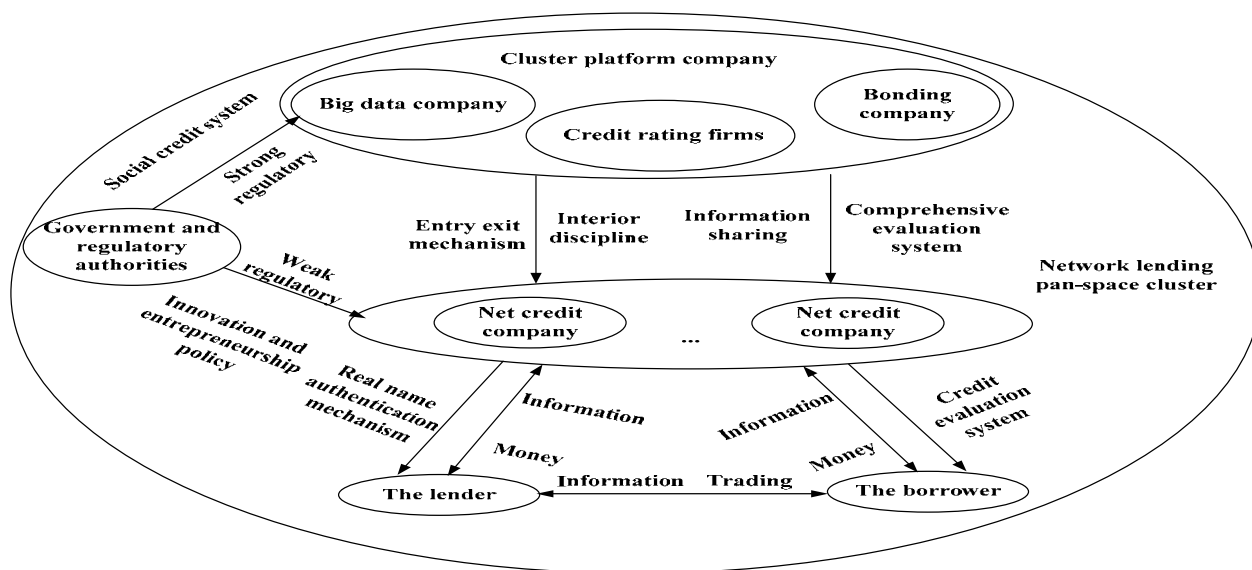 Cluster platform company
Big data company
Bonding
company
Credit rating firms
Social credit system
Strong
regulatory
Government and
regulatory
authorities
Entry exit
mechanism
Interior
discipline
Information
sharing
Comprehensive
evaluation
system
Weak
regulatory
Network lending
pan-space cluster
Innovation and
entrepreneurship
policy
Net credit
company
...
Net credit
company
Real name
authentication
mechanism
Information
Money
Information
Money
Credit
evaluation
system
The lender
Information Trading
The borrower